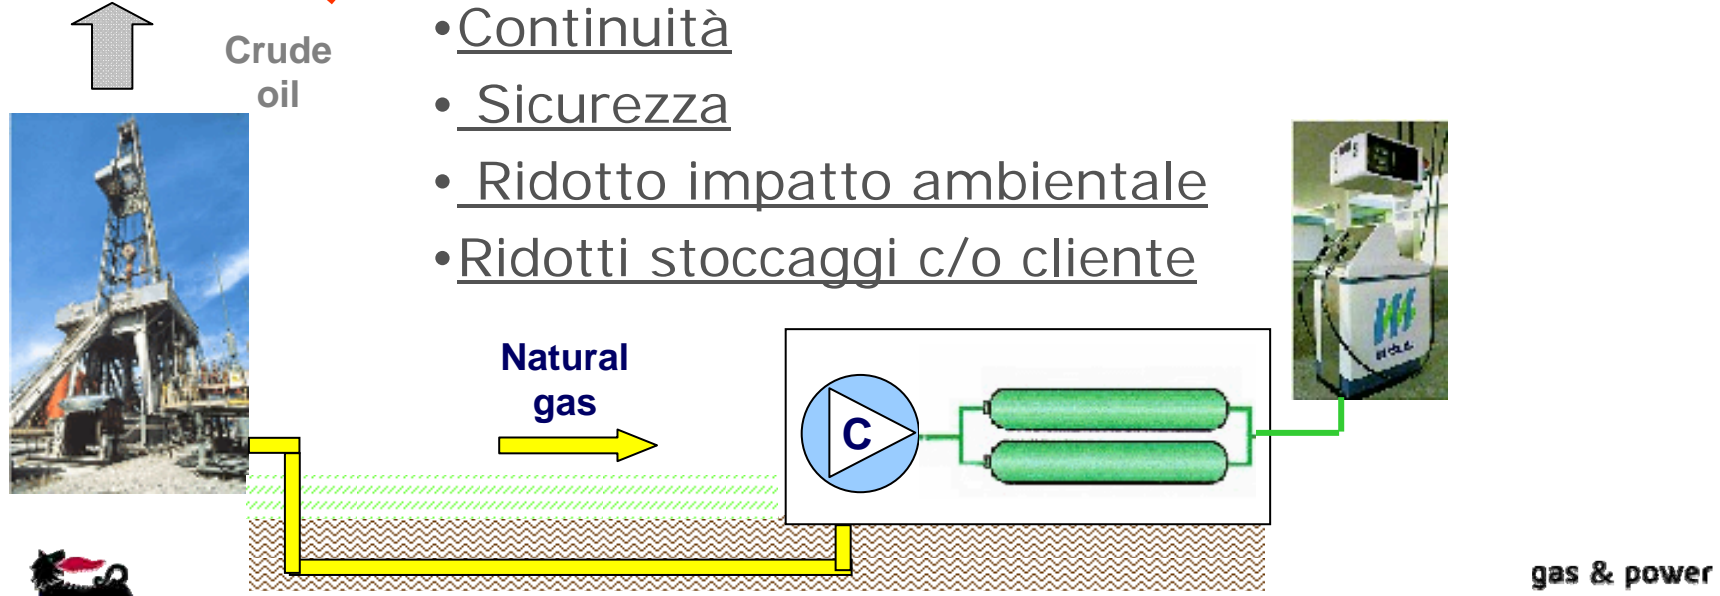 •Continuità
Crude
oil
• Sicurezza
• Ridotto impatto ambientale
•Ridotti stoccaggi c/o cliente
Natural
gas
C
gas & power